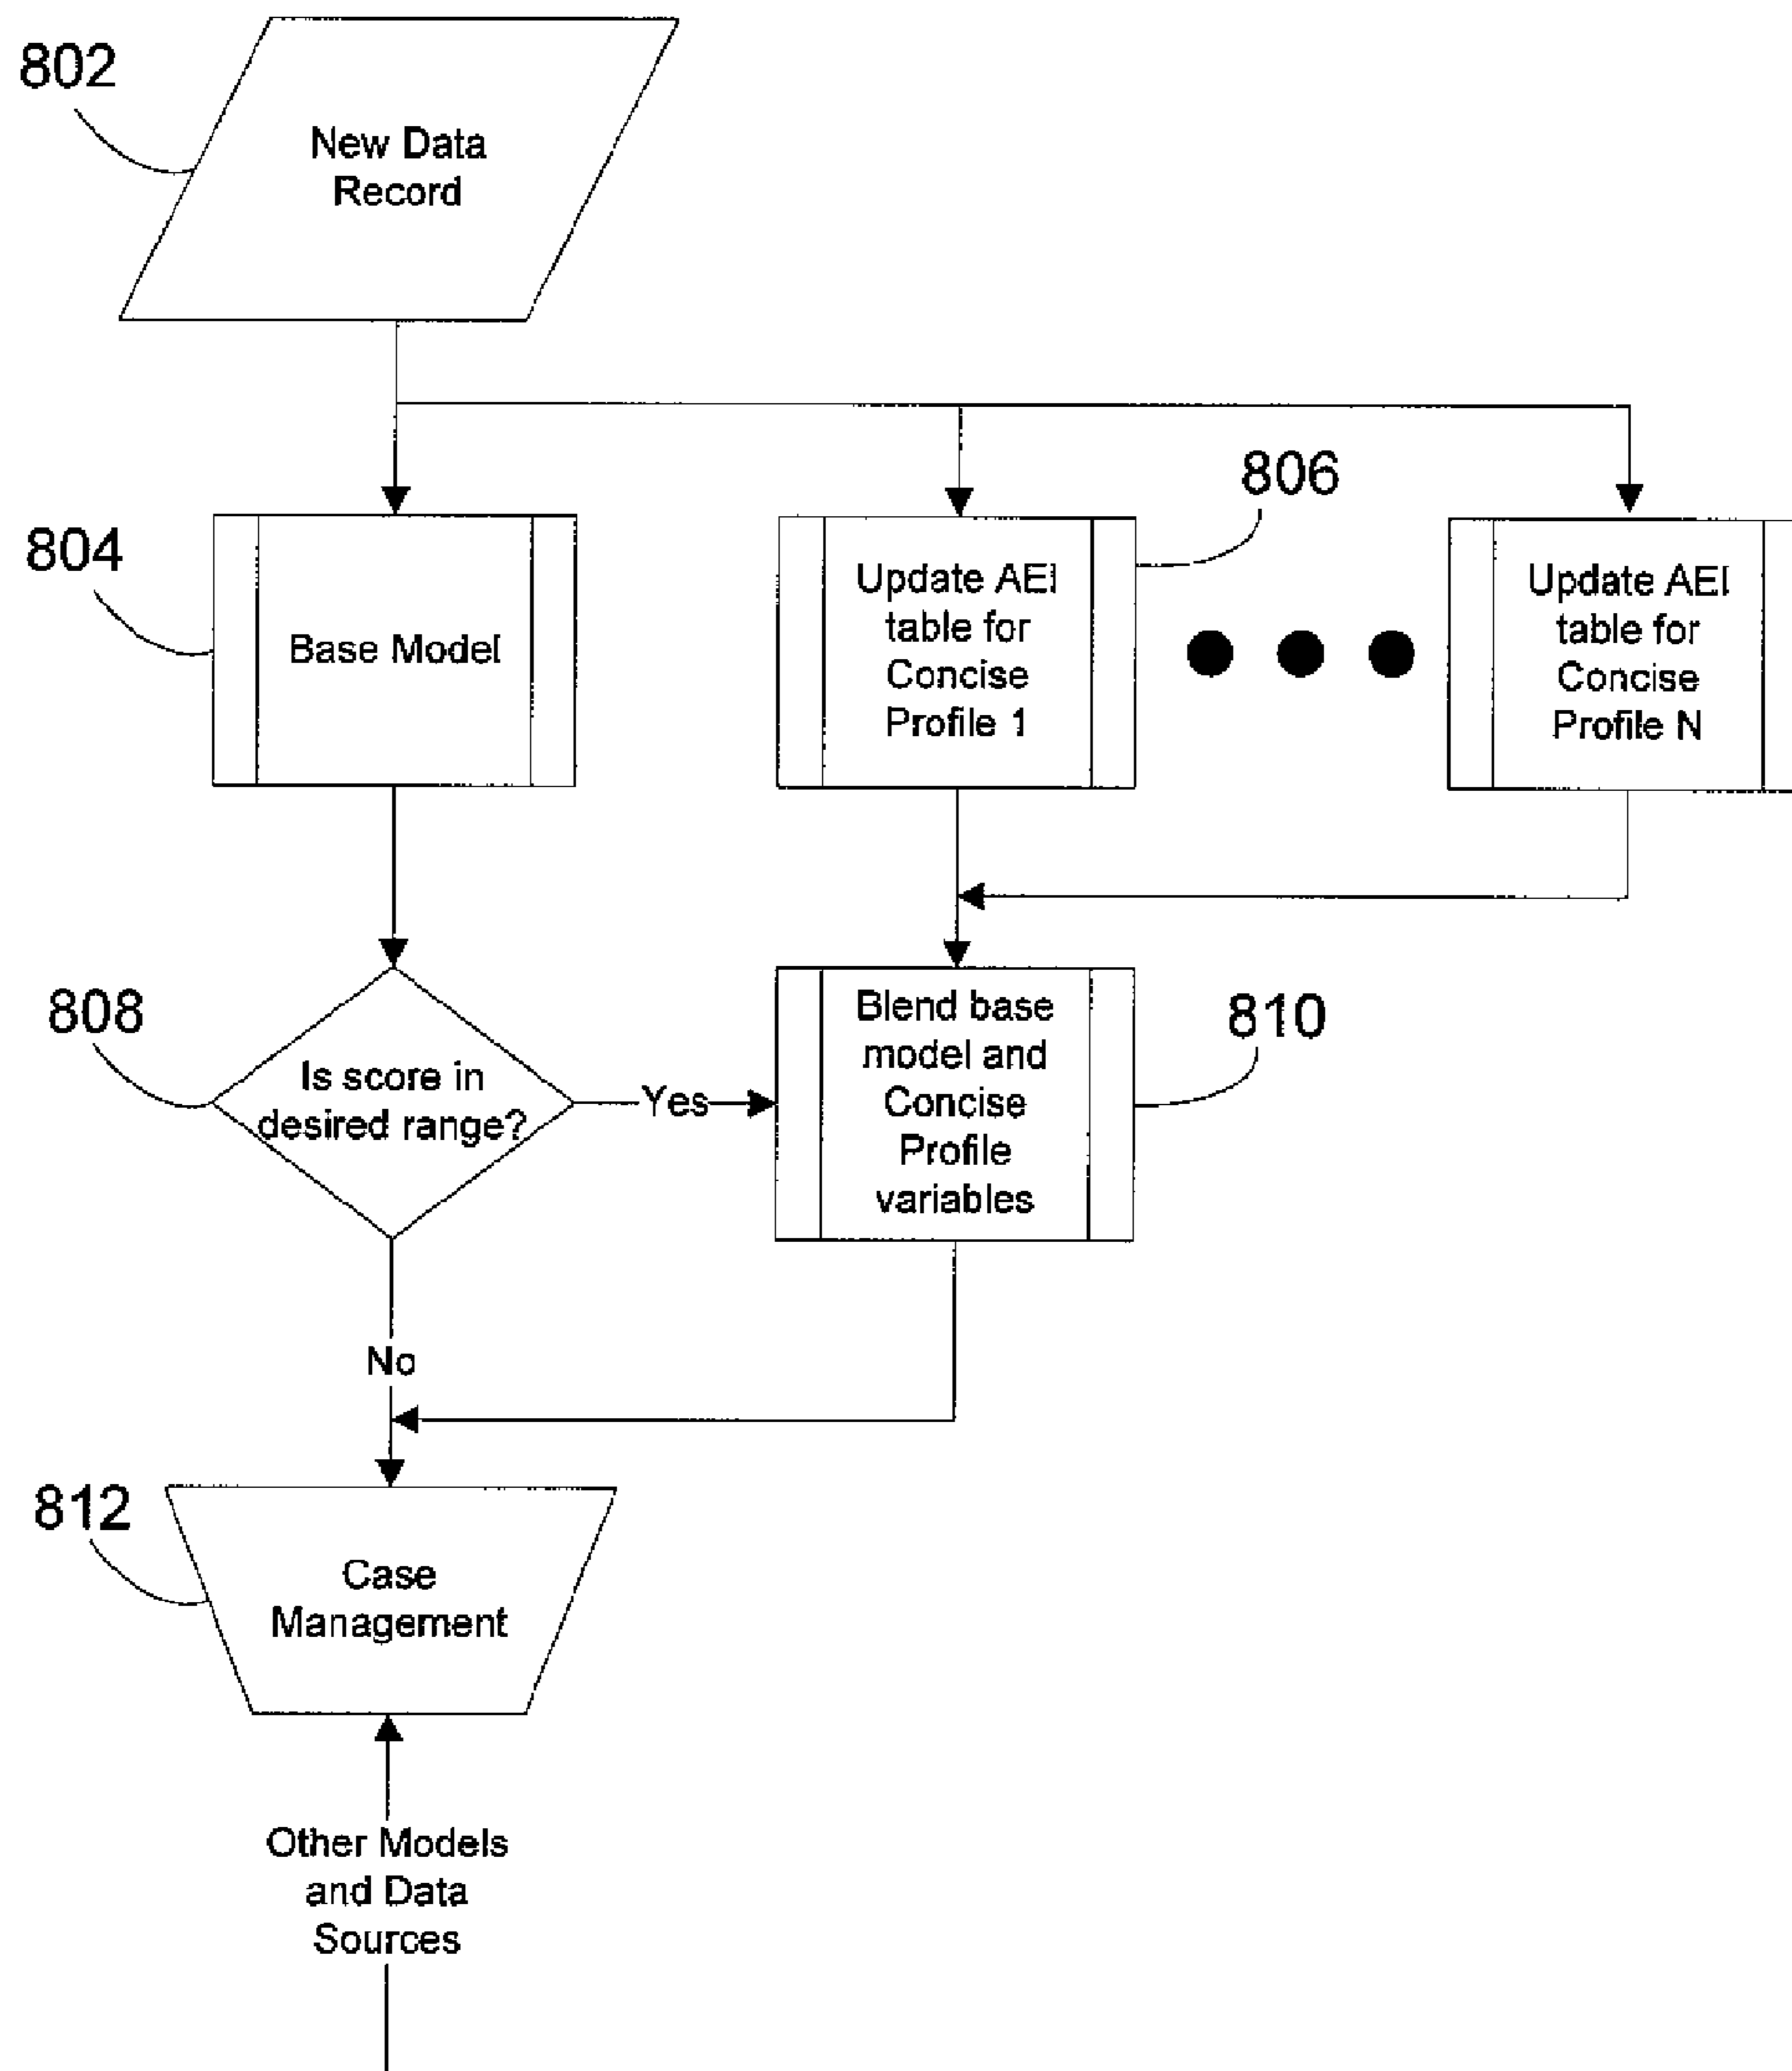 802
New Data
Record
804
Base Model
806
Update AEI
table for
Concise
Profile 1
Update AEI
table for
Concise
Profile N
808
Is score in
desired range?
Yes
810
Blend base
model and
Concise
Profile
variables
No
812
Case
Management
Other Models
and Data
Sources